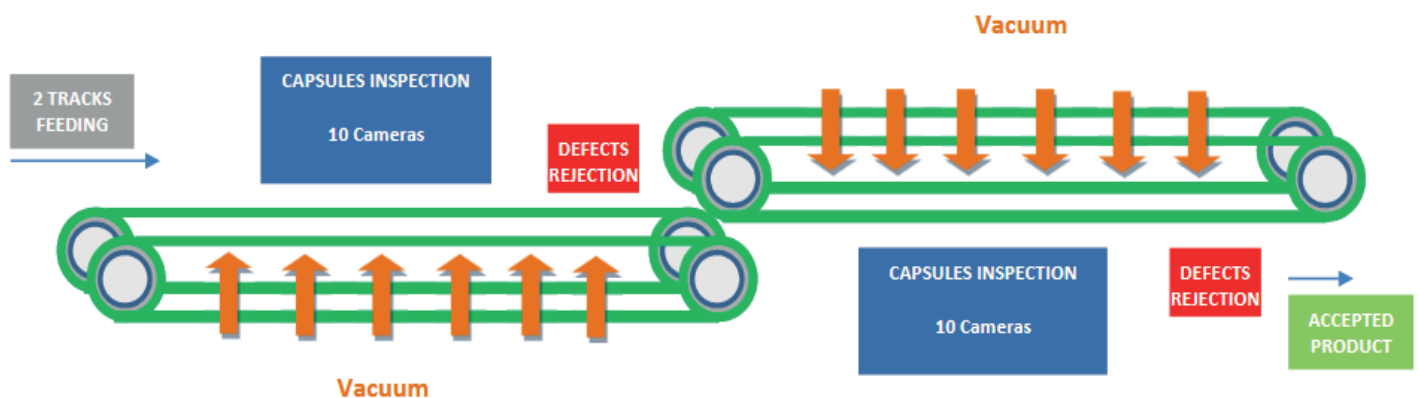 Vacuum
2 TRACKS
FEEDING
CAPSULES INSPECTION
10 Cameras
DEFECTS
REJECTION
CAPSULES INSPECTION
10 Cameras
DEFECTS
REJECTION
ACCEPTED
PRODUCT
Vacuum